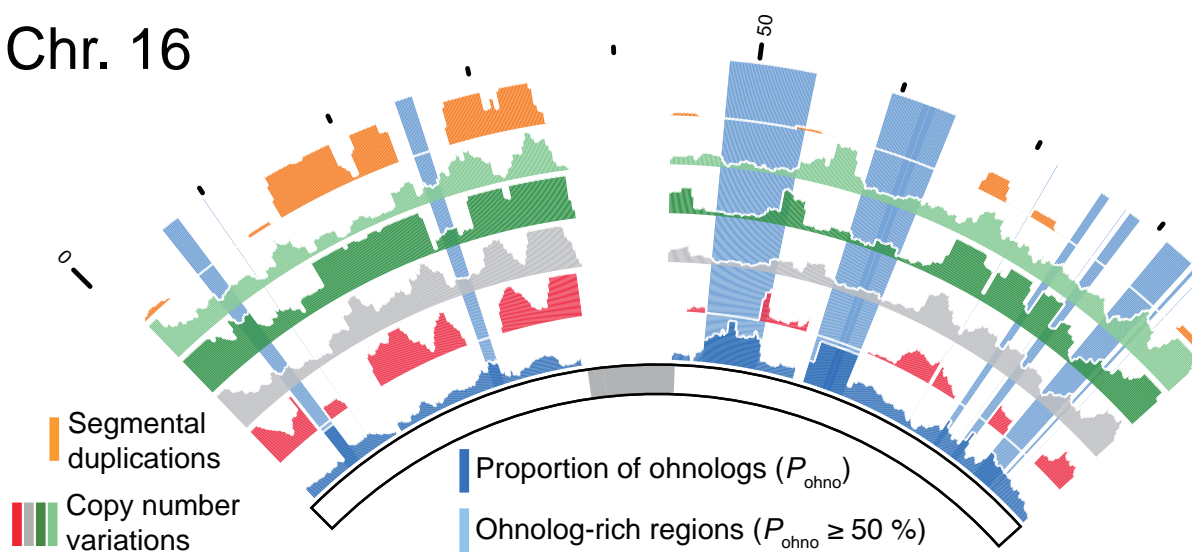 Chr. 16
50
0
Segmental
duplications
Copy number
variations
Proportion of ohnologs (Pohno)
Ohnolog-rich regions (Pohno ≥ 50 %)